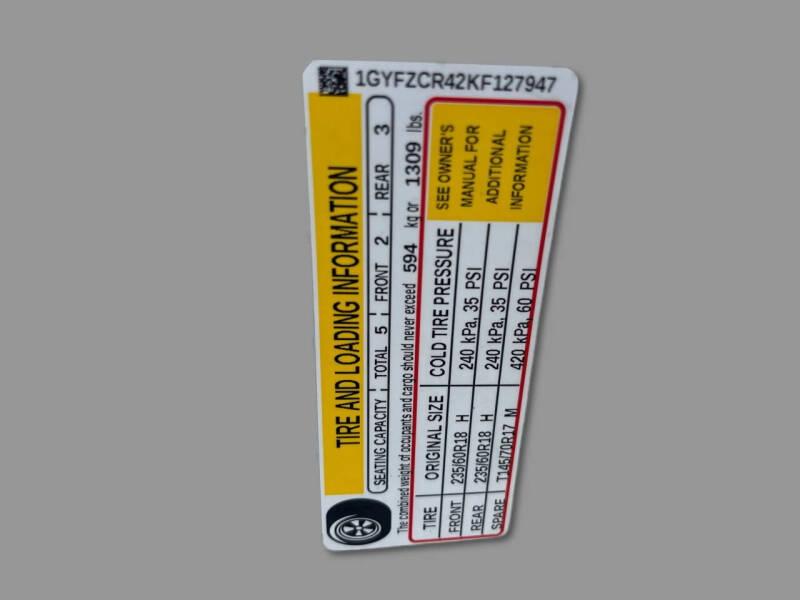 1GYFZCR42KF127947
TIRE AND LOADING INFORMATION
SEATING CAPACITY TOTAL 5 FRONT 2 REAR 3
The combined weight of occupants and cargo should never exceed 594 kg or 1309 lbs.
TIRE ORIGINAL SIZE COLD TIRE PRESSURE
FRONT 235/60R18 H 240 kPa, 35 PSI
REAR 235/60R18 H 240 kPa, 35 PSI
SPARE T145/70R17 M 420 kPa, 60 PSI
SEE OWNER'S
MANUAL FOR
ADDITIONAL
INFORMATION